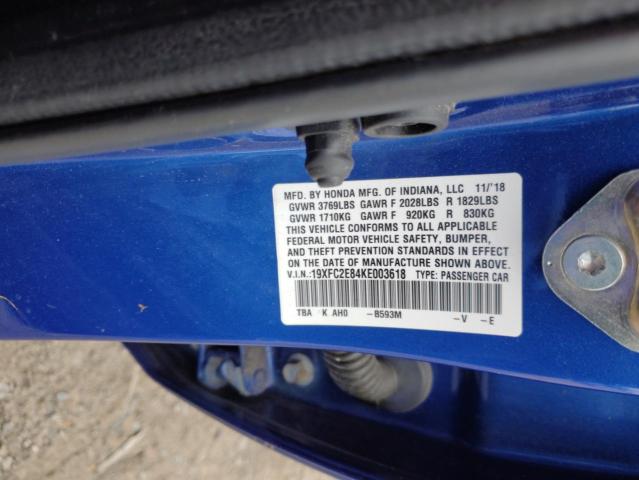 MFD. BY HONDA MFG. OF INDIANA, LLC 11/'18
GVWR 3769LBS GAWR F 2028LBS R 1829LBS
GVWR 1710KG GAWR F 920KG R 830KG
THIS VEHICLE CONFORMS TO ALL APPLICABLE
FEDERAL MOTOR VEHICLE SAFETY, BUMPER,
AND THEFT PREVENTION STANDARDS IN EFFECT
ON THE DATE OF MANUFACTURE SHOWN ABOVE.
V.I.N.:19XFC2E84KE003618 TYPE: PASSENGER CAR
TBA K AH0 -B593M -V -E